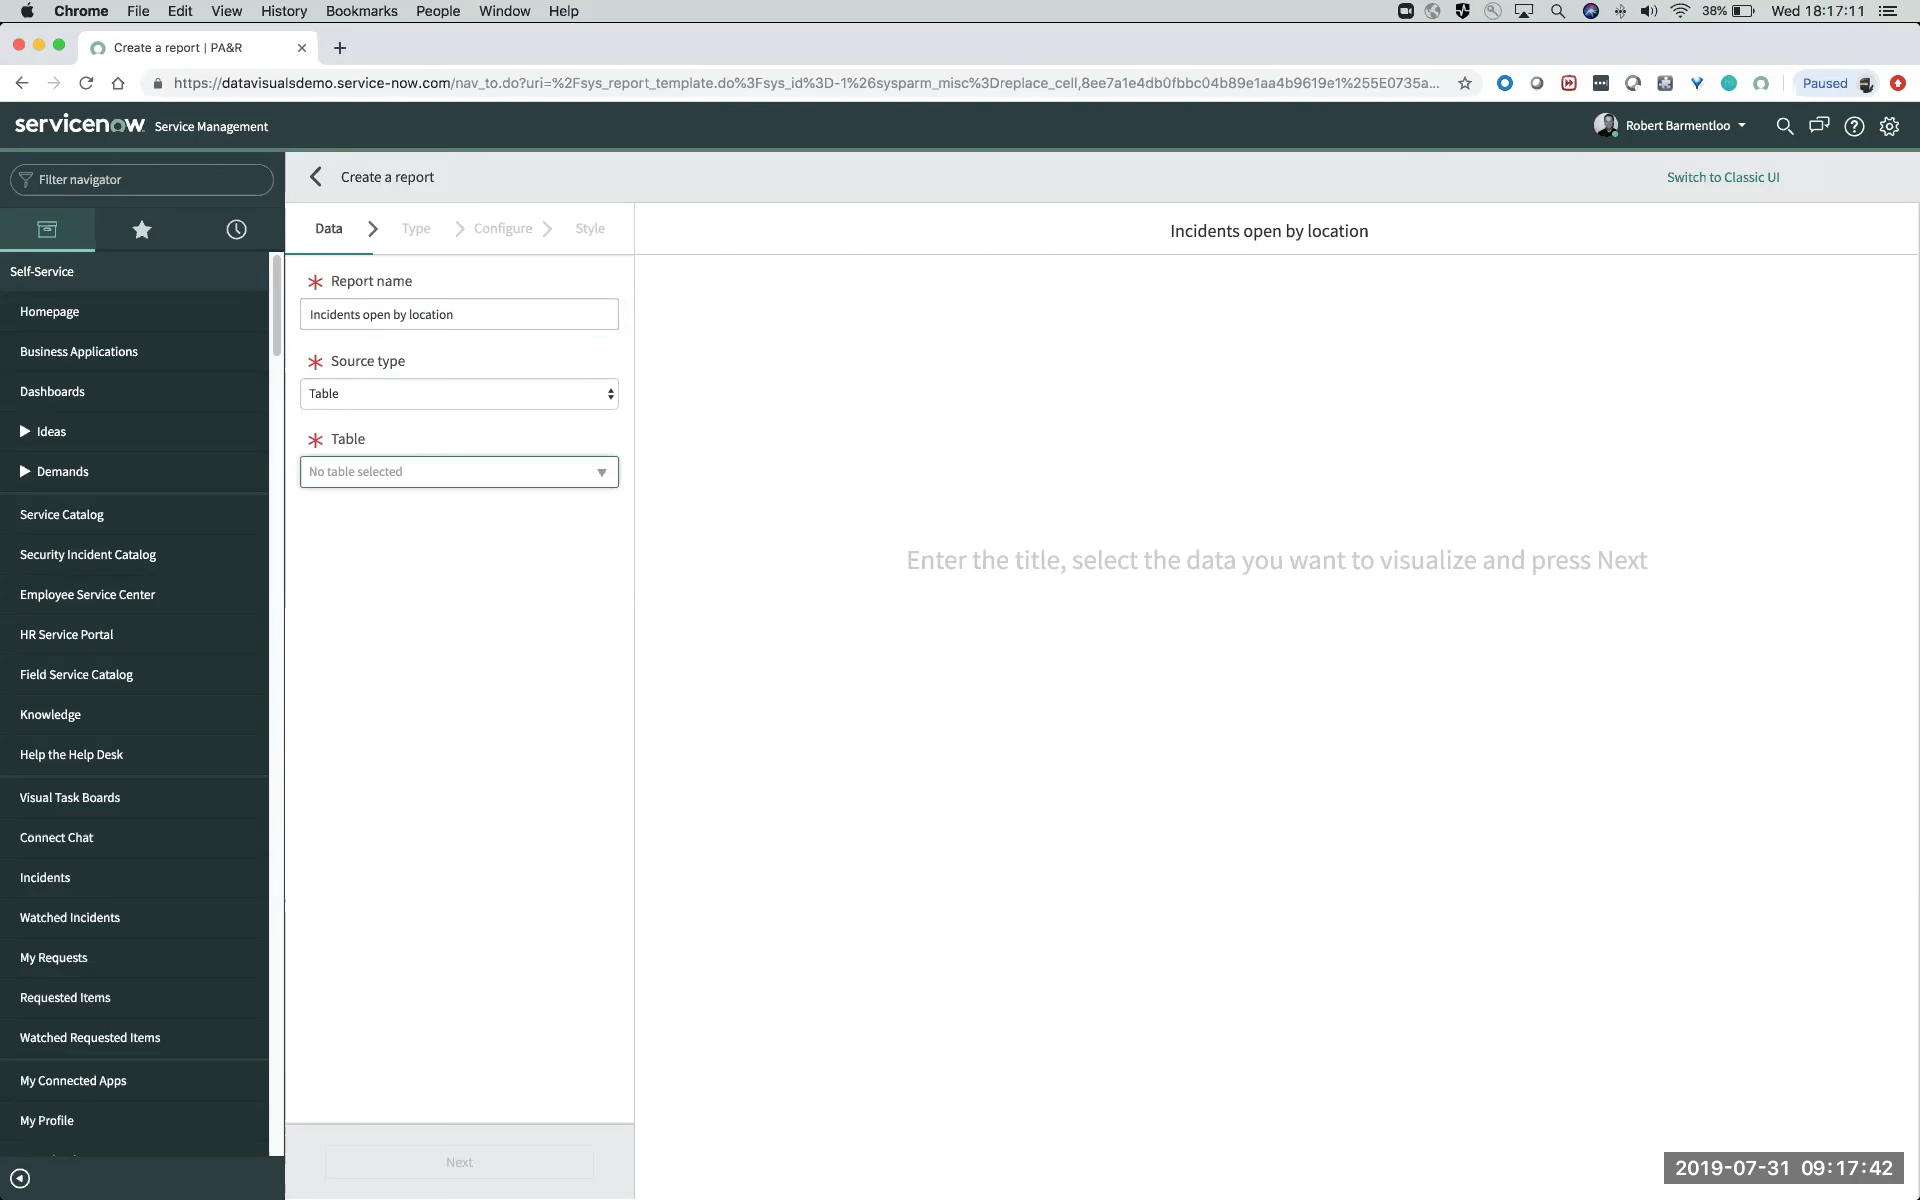 Chrome File Edit View History Bookmarks People Window Help 38% Wed 18:17:11
Create a report | PA&R
https://datavisualsdemo.service-now.com/nav_to.do?uri=%2Fsys_report_template.do%3Fsys_id%3D-1%26sysparm_misc%3Dreplace_cell,8ee7a1e4db0fbbc04b89e1aa4b9619e1%255E0735a... Paused
servicenow Service Management Robert Barmentloo
Filter navigator
Create a report
Switch to Classic UI
Data Type Configure Style
Incidents open by location
Self-Service
Homepage
Business Applications
Dashboards
Ideas
Demands
Service Catalog
Security Incident Catalog
Employee Service Center
HR Service Portal
Field Service Catalog
Knowledge
Help the Help Desk
Visual Task Boards
Connect Chat
Incidents
Watched Incidents
My Requests
Requested Items
Watched Requested Items
My Connected Apps
My Profile
Report name
Incidents open by location
Source type
Table
Table
No table selected
Next
Enter the title, select the data you want to visualize and press Next
2019-07-31 09:17:42